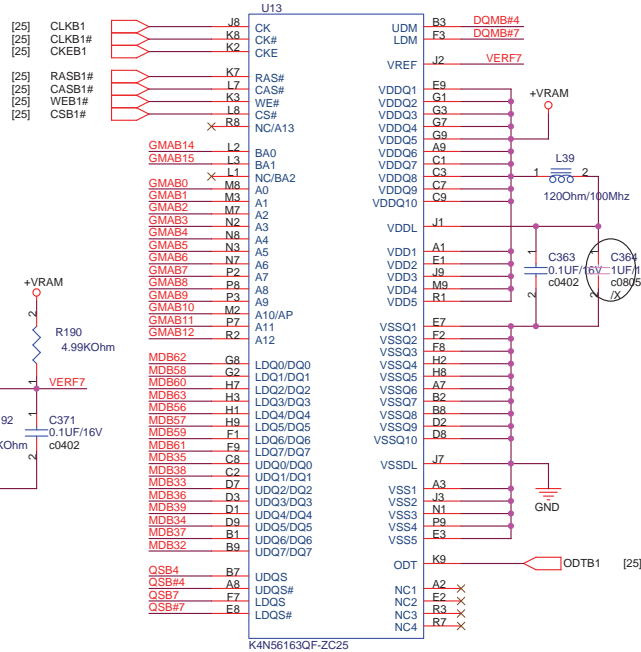 U13
[25] CLKB1 J8 CK UDM B3 DQMB#4
[25] CLKB1# K8 CK# LDM F3 DQMB#7
[25] CKEB1 K2 CKE
VREF J2 VERF7
[25] RASB1# K7 RAS# VDDQ1 E9
[25] CASB1# L7 CAS# VDDQ2 G1 +VRAM
[25] WEB1# K3 WE# VDDQ3 G3
[25] CSB1# L8 CS# VDDQ4 G7
R8 NC/A13 VDDQ5 G9
GMAB14 L2 BA0 VDDQ6 A9
GMAB15 L3 BA1 VDDQ7 C1 L39
L1 NC/BA2 VDDQ8 C3 1 2
GMAB0 M8 A0 VDDQ9 C7
GMAB1 M3 A1 VDDQ10 C9 120Ohm/100Mhz
GMAB2 M7 A2
GMAB3 N2 A3 VDDL J1
GMAB4 N8 A4
GMAB5 N3 A5 VDD1 A1
GMAB6 N7 A6 VDD2 E1 1 C363 1 C364
GMAB7 P2 A7 VDD3 J9 0.1UF/16V 1UF/1
GMAB8 P8 A8 VDD4 M9 c0402 c0805
GMAB9 P3 A9 VDD5 R1 2 2 /X
GMAB10 M2 A10/AP
GMAB11 P7 A11 VSSQ1 E7
GMAB12 R2 A12 VSSQ2 F2
VSSQ3 F8
+VRAM
2 R190
4.99KOhm
1 VERF7
MDB62 G8 LDQ0/DQ0 VSSQ4 H2
MDB58 G2 LDQ1/DQ1 VSSQ5 H8
MDB60 H7 LDQ2/DQ2 VSSQ6 A7
MDB63 H3 LDQ3/DQ3 VSSQ7 B2
MDB56 H1 LDQ4/DQ4 VSSQ8 B8
MDB57 H9 LDQ5/DQ5 VSSQ9 D2
MDB59 F1 LDQ6/DQ6 VSSQ10 D8
MDB61 F9 LDQ7/DQ7
92 1 C371
KOhm 0.1UF/16V
2 c0402
MDB35 C8 UDQ0/DQ0 VSSDL J7
MDB38 C2 UDQ1/DQ1
MDB33 D7 UDQ2/DQ2 VSS1 A3
MDB36 D3 UDQ3/DQ3 VSS2 J3
MDB39 D1 UDQ4/DQ4 VSS3 N1 GND
MDB34 D9 UDQ5/DQ5 VSS4 P9
MDB37 B1 UDQ6/DQ6 VSS5 E3
MDB32 B9 UDQ7/DQ7
ODT K9 ODTB1 [25]
QSB4 B7 UDQS
QSB#4 A8 UDQS# NC1 A2
QSB7 F7 LDQS NC2 E2
QSB#7 E8 LDQS# NC3 R3
NC4 R7
K4N56163QF-ZC25